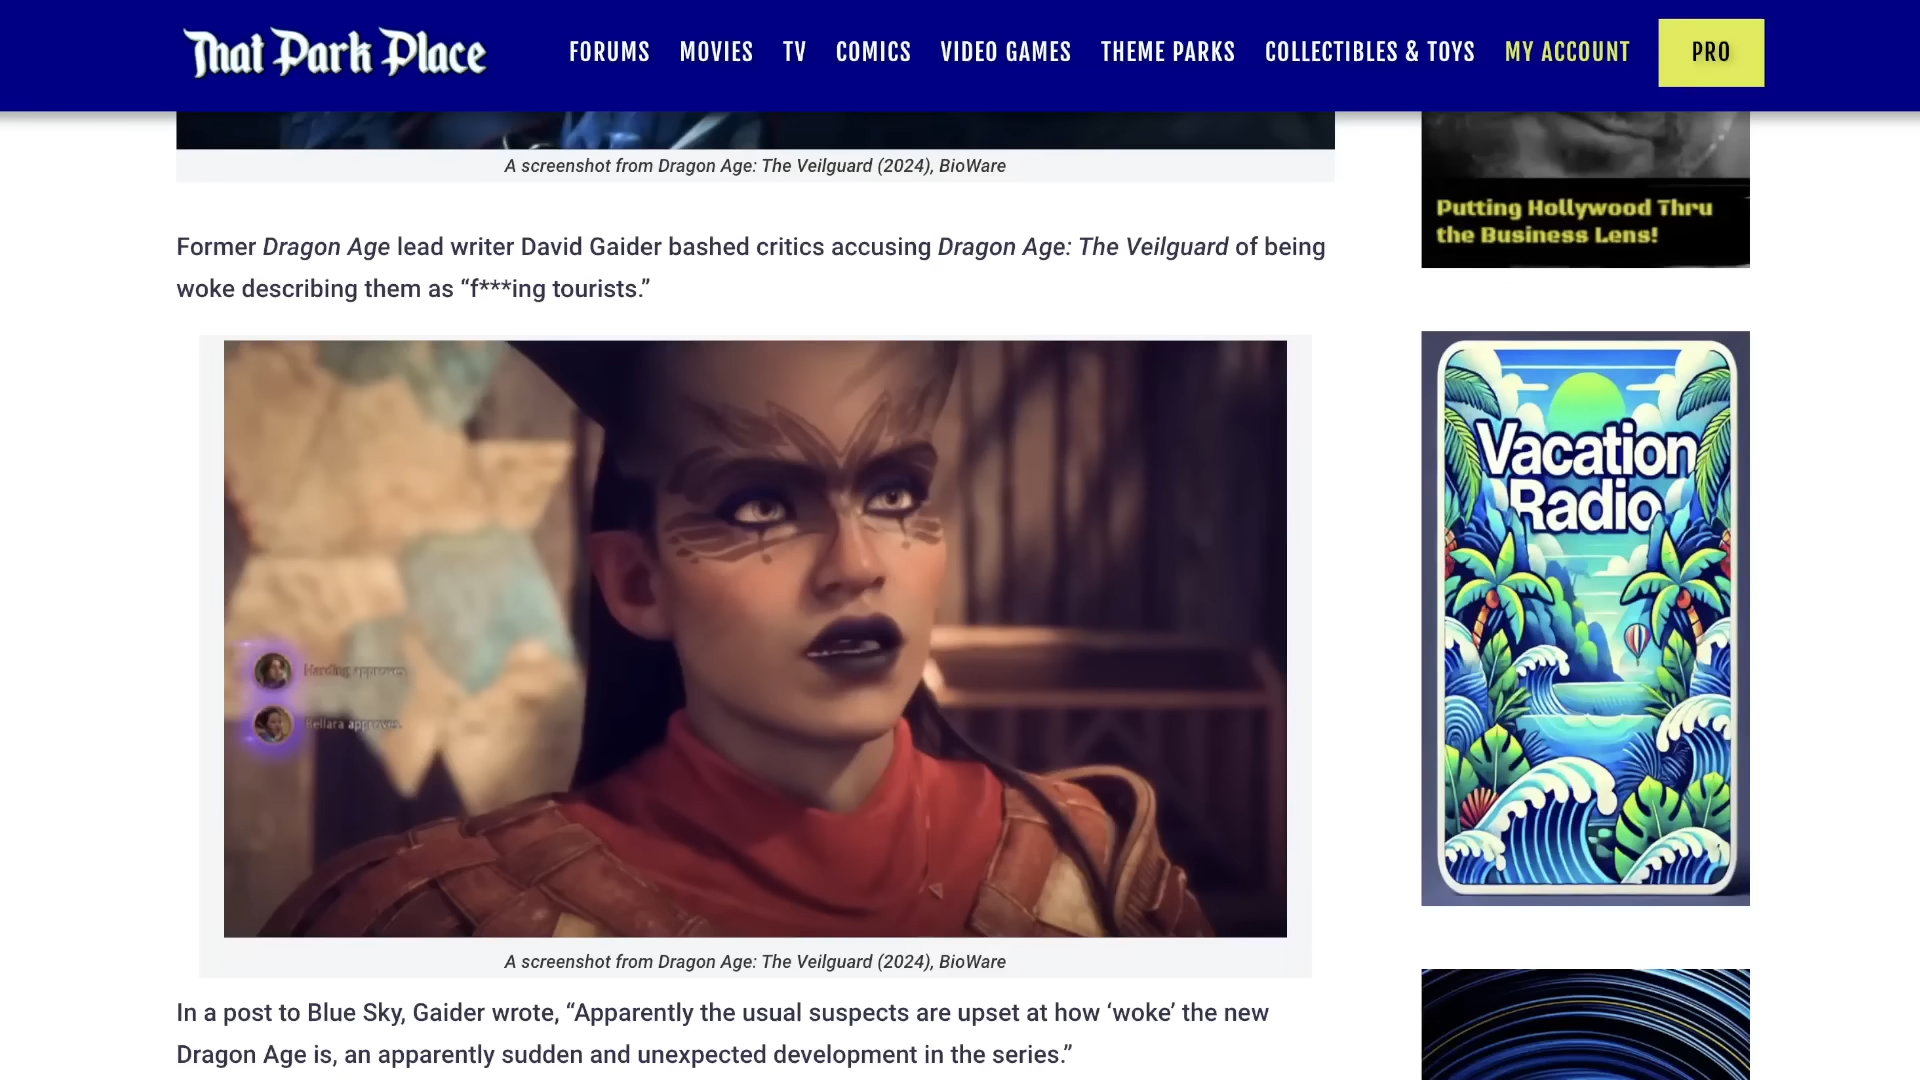 That Park Place
FORUMS MOVIES TV COMICS VIDEO GAMES THEME PARKS COLLECTIBLES & TOYS MY ACCOUNT PRO
A screenshot from Dragon Age: The Veilguard (2024), BioWare
Former Dragon Age lead writer David Gaider bashed critics accusing Dragon Age: The Veilguard of being
woke describing them as “f***ing tourists.”
Harding approves
Bellara approves
A screenshot from Dragon Age: The Veilguard (2024), BioWare
In a post to Blue Sky, Gaider wrote, “Apparently the usual suspects are upset at how ‘woke’ the new
Dragon Age is, an apparently sudden and unexpected development in the series.”
Putting Hollywood Thru
the Business Lens!
Vacation
Radio